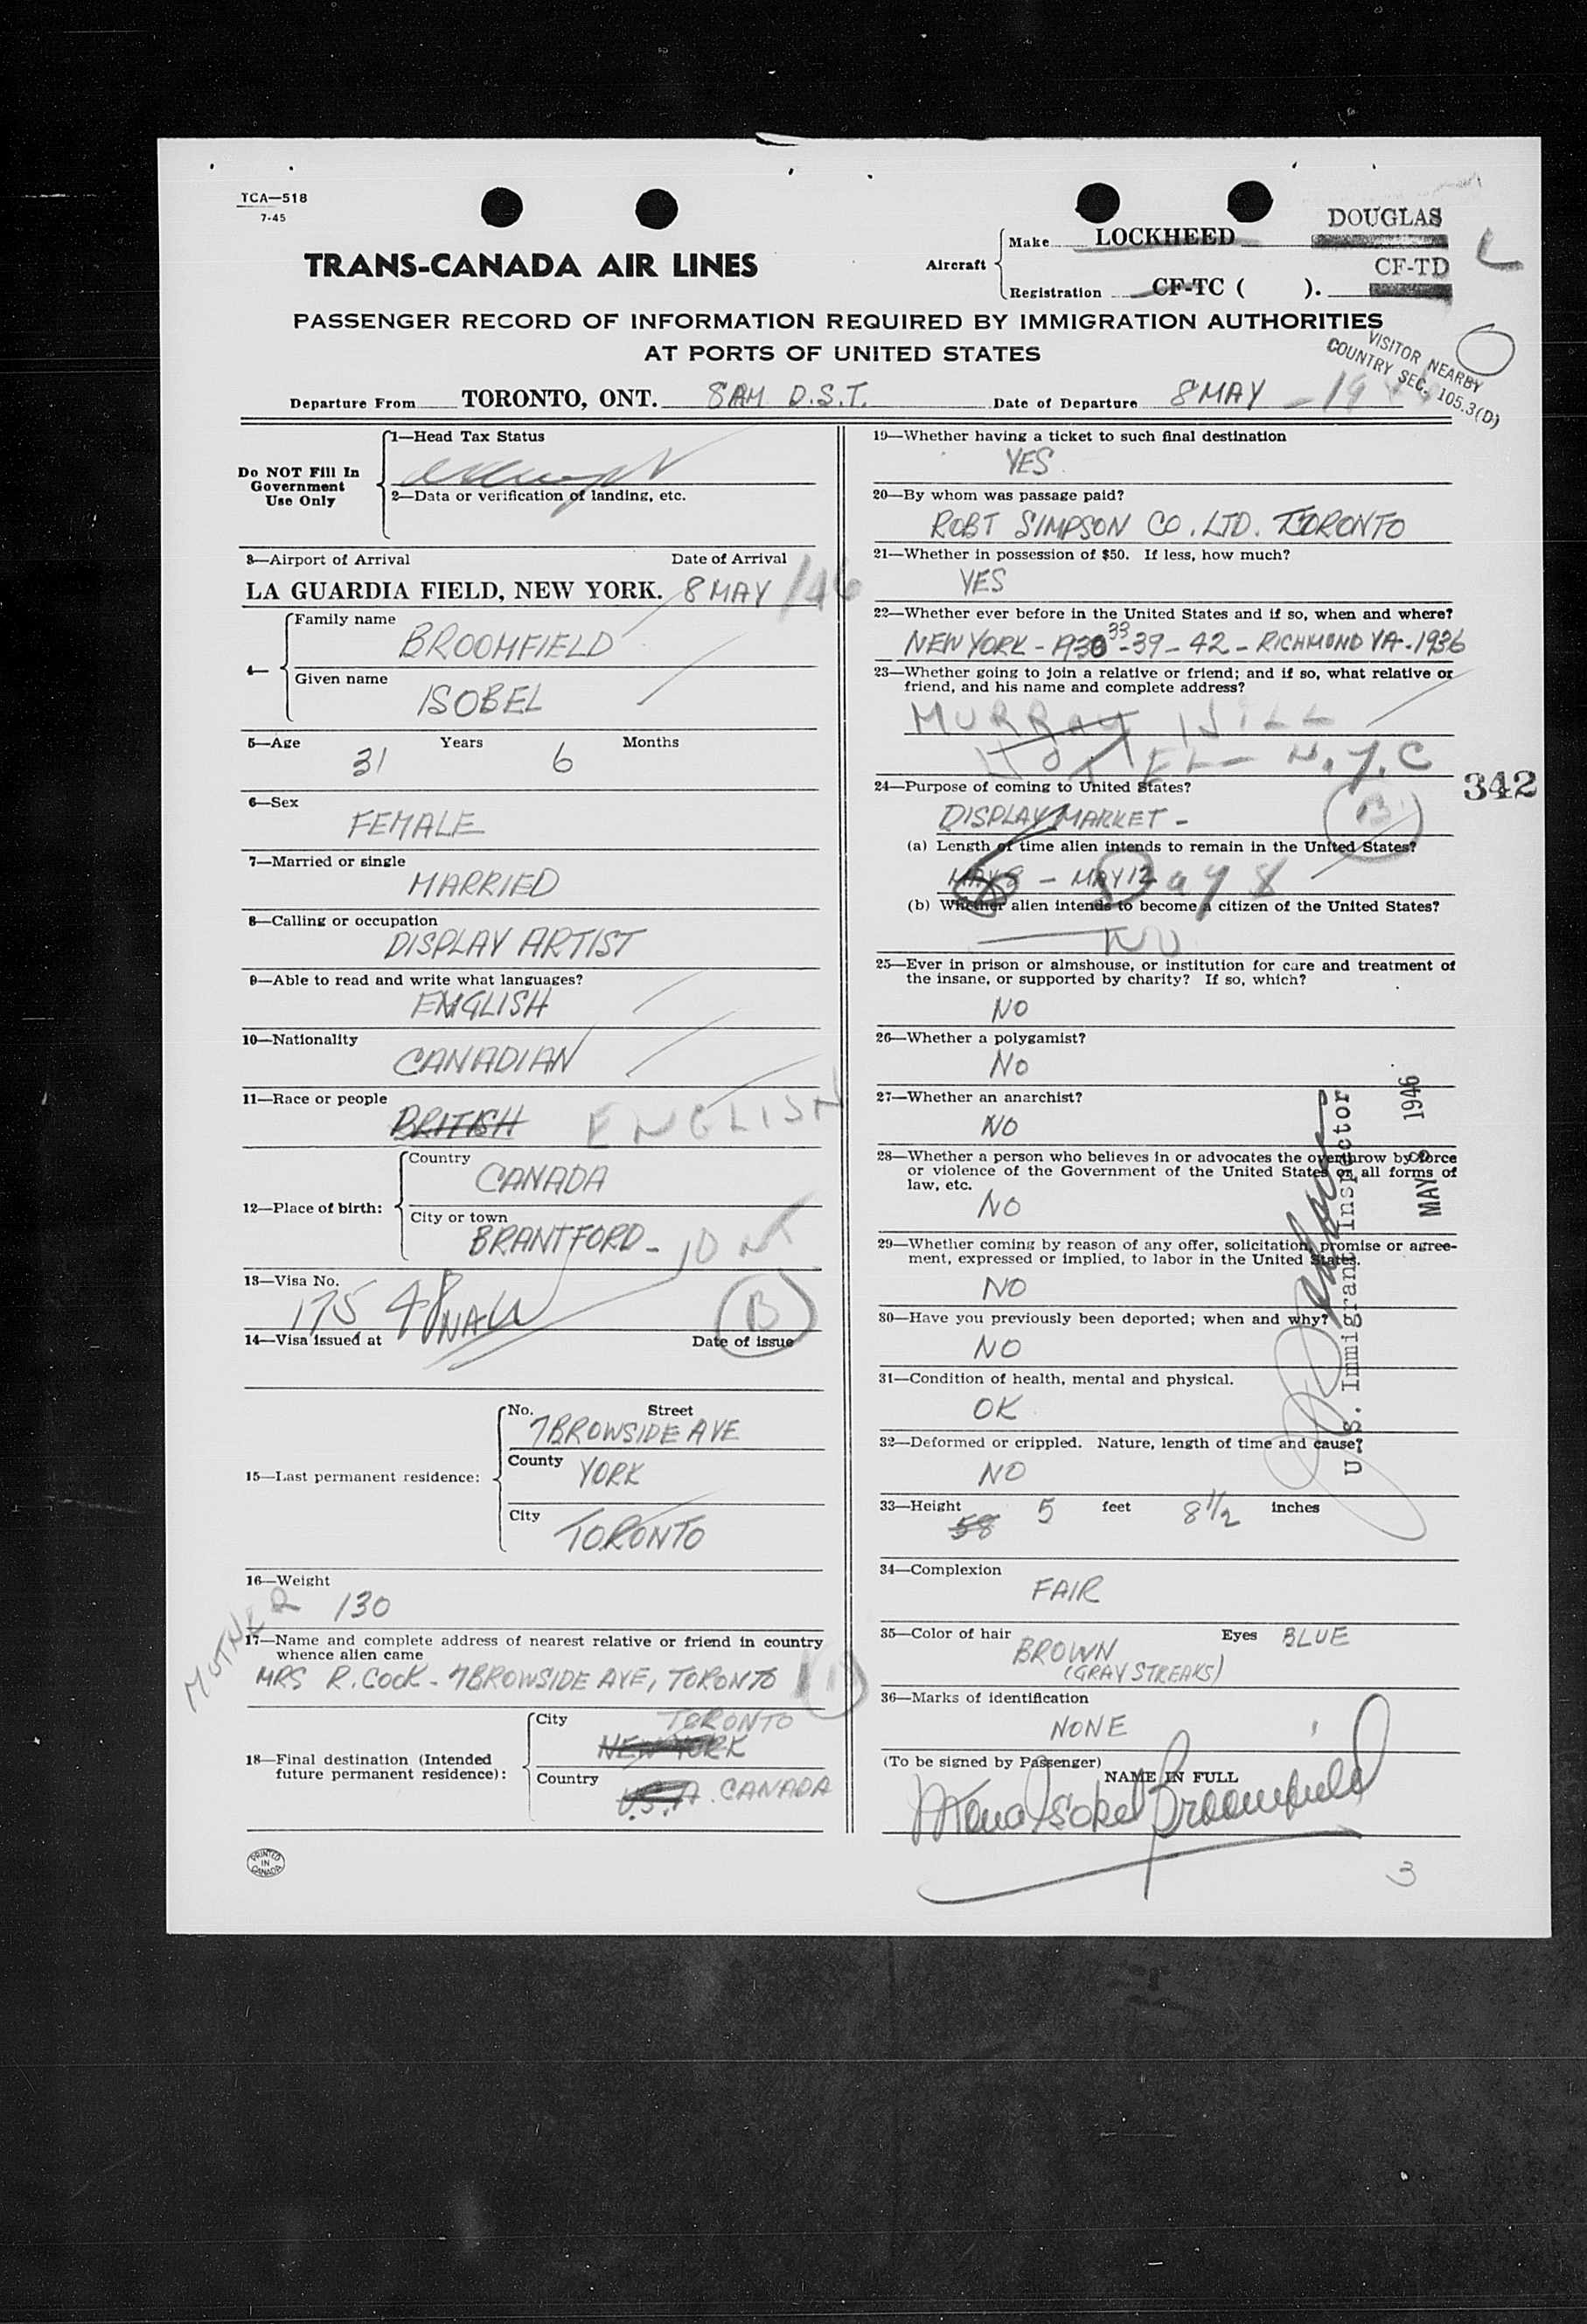 TCA—518
7-45
TRANS-CANADA AIR LINES
Aircraft
Make LOCKHEED DOUGLAS
Registration CF-TC ( ). CF-TD
PASSENGER RECORD OF INFORMATION REQUIRED BY IMMIGRATION AUTHORITIES
AT PORTS OF UNITED STATES
VISITOR NEARBY
COUNTRY SEC. 105.3(D)
Departure From TORONTO, ONT. 8AM D.S.T. Date of Departure 8 MAY - 19
Do NOT Fill In
Government
Use Only
1—Head Tax Status
2—Data or verification of landing, etc.
3—Airport of Arrival Date of Arrival
LA GUARDIA FIELD, NEW YORK. 8 MAY /46
4—
Family name
BROOMFIELD
Given name
ISOBEL
5—Age 31 Years 6 Months
6—Sex
FEMALE
7—Married or single
MARRIED
8—Calling or occupation
DISPLAY ARTIST
9—Able to read and write what languages?
ENGLISH
10—Nationality
CANADIAN
11—Race or people
BRITISH ENGLISH
12—Place of birth:
Country
CANADA
City or town
BRANTFORD - ONT
13—Visa No.
175
14—Visa issued at Date of issue
B
15—Last permanent residence:
No. Street
7 BROWSIDE AVE
County YORK
City
TORONTO
16—Weight
130
MOTHER
17—Name and complete address of nearest relative or friend in country
whence alien came
MRS R. COCK - 7 BROWSIDE AVE, TORONTO
18—Final destination (Intended
future permanent residence):
City TORONTO
NEW YORK
Country
U.S.A. CANADA
PRINTED
IN
CANADA
19—Whether having a ticket to such final destination
YES
20—By whom was passage paid?
ROBT SIMPSON CO. LTD. TORONTO
21—Whether in possession of $50. If less, how much?
YES
22—Whether ever before in the United States and if so, when and where?
NEW YORK - 1930 33 - 39 - 42 - RICHMOND VA. 1936
23—Whether going to join a relative or friend; and if so, what relative or
friend, and his name and complete address?
MURRAY HILL
HOTEL - N.Y.C
342
24—Purpose of coming to United States?
DISPLAY MARKET - B
(a) Length of time alien intends to remain in the United States?
MAY 8 - MAY 12 Days
(b) Whether alien intends to become a citizen of the United States?
NO
25—Ever in prison or almshouse, or institution for care and treatment of
the insane, or supported by charity? If so, which?
NO
26—Whether a polygamist?
NO
27—Whether an anarchist?
NO
28—Whether a person who believes in or advocates the overthrow by force
or violence of the Government of the United States or all forms of
law, etc.
NO
29—Whether coming by reason of any offer, solicitation, promise or agree-
ment, expressed or implied, to labor in the United States.
NO
30—Have you previously been deported; when and why?
NO
31—Condition of health, mental and physical.
OK
32—Deformed or crippled. Nature, length of time and cause?
NO
U.S. Immigrant Inspector
MAY 8 1946
33—Height 58 5 feet 8 1/2 inches
34—Complexion
FAIR
35—Color of hair BROWN Eyes BLUE
(GRAY STREAKS)
36—Marks of identification
NONE
(To be signed by Passenger)
NAME IN FULL
Isobel Broomfield
3